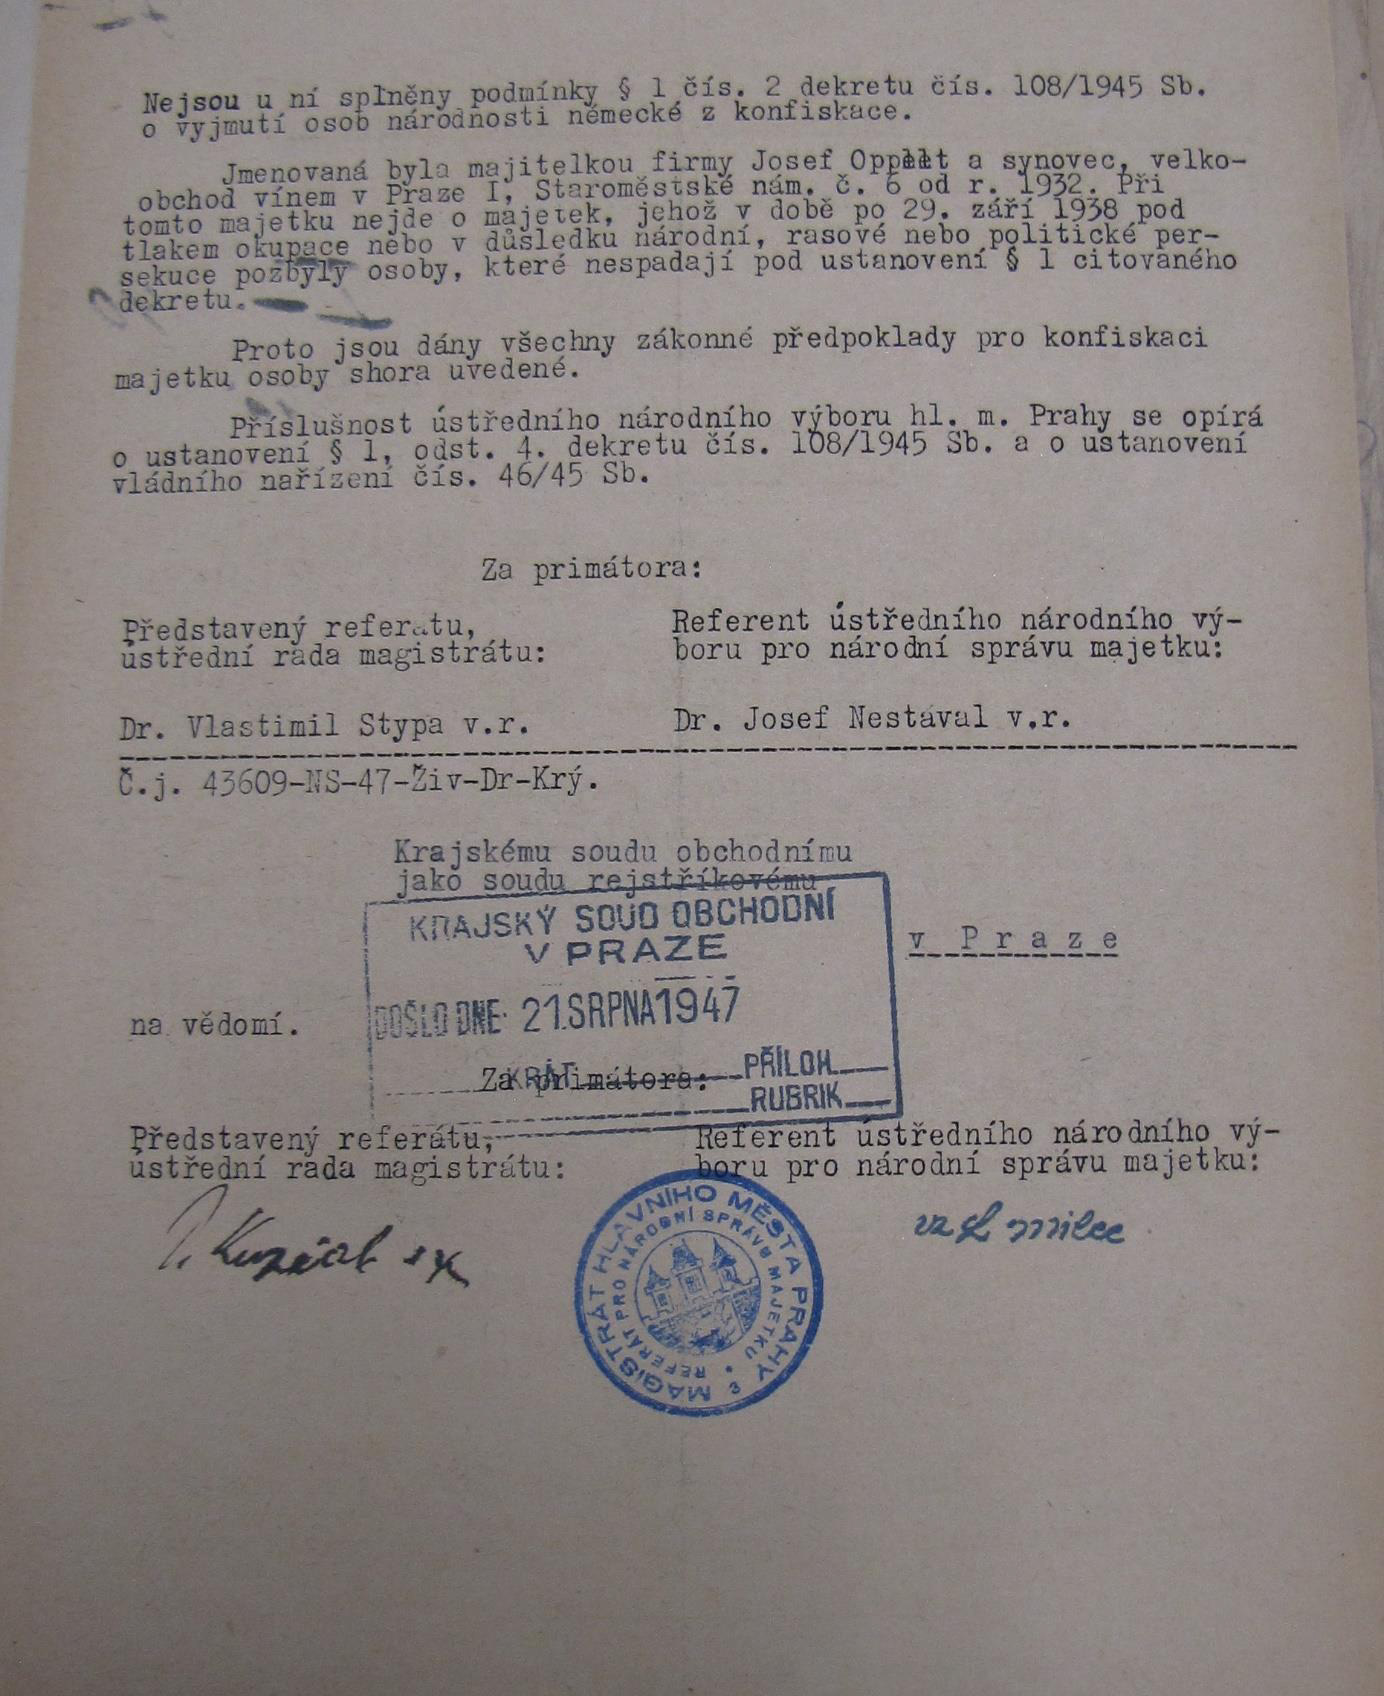 Nejsou u ní splněny podmínky § 1 čís. 2 dekretu čís. 108/1945 Sb.
o vyjmutí osob národnosti německé z konfiskace.
Jmenovaná byla majitelkou firmy Josef Oppelt a synovec, velko-
obchod vínem v Praze I, Staroměstské nám. č. 6 od r. 1932. Při
tomto majetku nejde o majetek, jehož v době po 29. září 1938 pod
tlakem okupace nebo v důsledku národní, rasové nebo politické per-
sekuce pozbyly osoby, které nespadají pod ustanovení § 1 citovaného
dekretu.
Proto jsou dány všechny zákonné předpoklady pro konfiskaci
majetku osoby shora uvedené.
Příslušnost ústředního národního výboru hl. m. Prahy se opírá
o ustanovení § 1, odst. 4. dekretu čís. 108/1945 Sb. a o ustanovení
vládního nařízení čís. 46/45 Sb.
Za primátora:
Představený referatu,
ústřední rada magistrátu:
Referent ústředního národního vý-
boru pro národní správu majetku:
Dr. Vlastimil Stypa v.r.
Dr. Josef Nestával v.r.
Č.j. 43609-NS-47-Živ-Dr-Krý.
Krajskému soudu obchodnímu
jako soudu rejstříkovému
v Praze
KRAJSKÝ SOUD OBCHODNÍ
V PRAZE
DOŠLO DNE: 21.SRPNA 1947
KRÁT PŘÍLOH
RUBRIK
na vědomí.
Za primátora:
Představený referátu,
ústřední rada magistrátu:
Referent ústředního národního vý-
boru pro národní správu majetku:
MAGISTRÁT HLAVNÍHO MĚSTA PRAHY
REFERÁT PRO NÁRODNÍ SPRÁVU MAJETKU
3